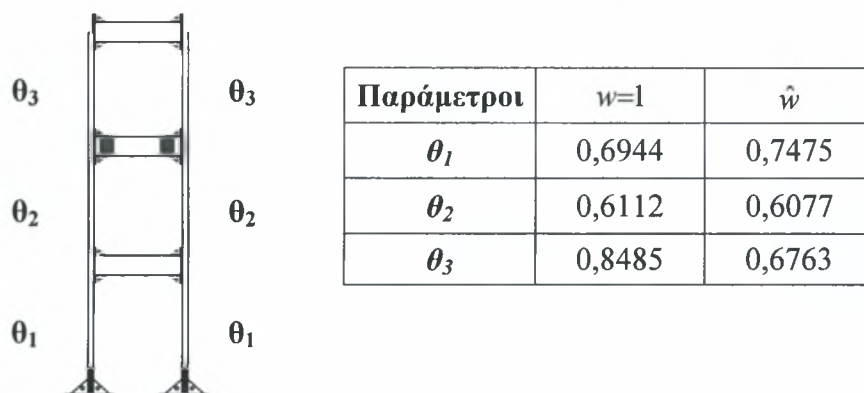 θ3 θ3
θ2 θ2
θ1 θ1
Παράμετροι w=1 ŵ
θ1 0,6944 0,7475
θ2 0,6112 0,6077
θ3 0,8485 0,6763